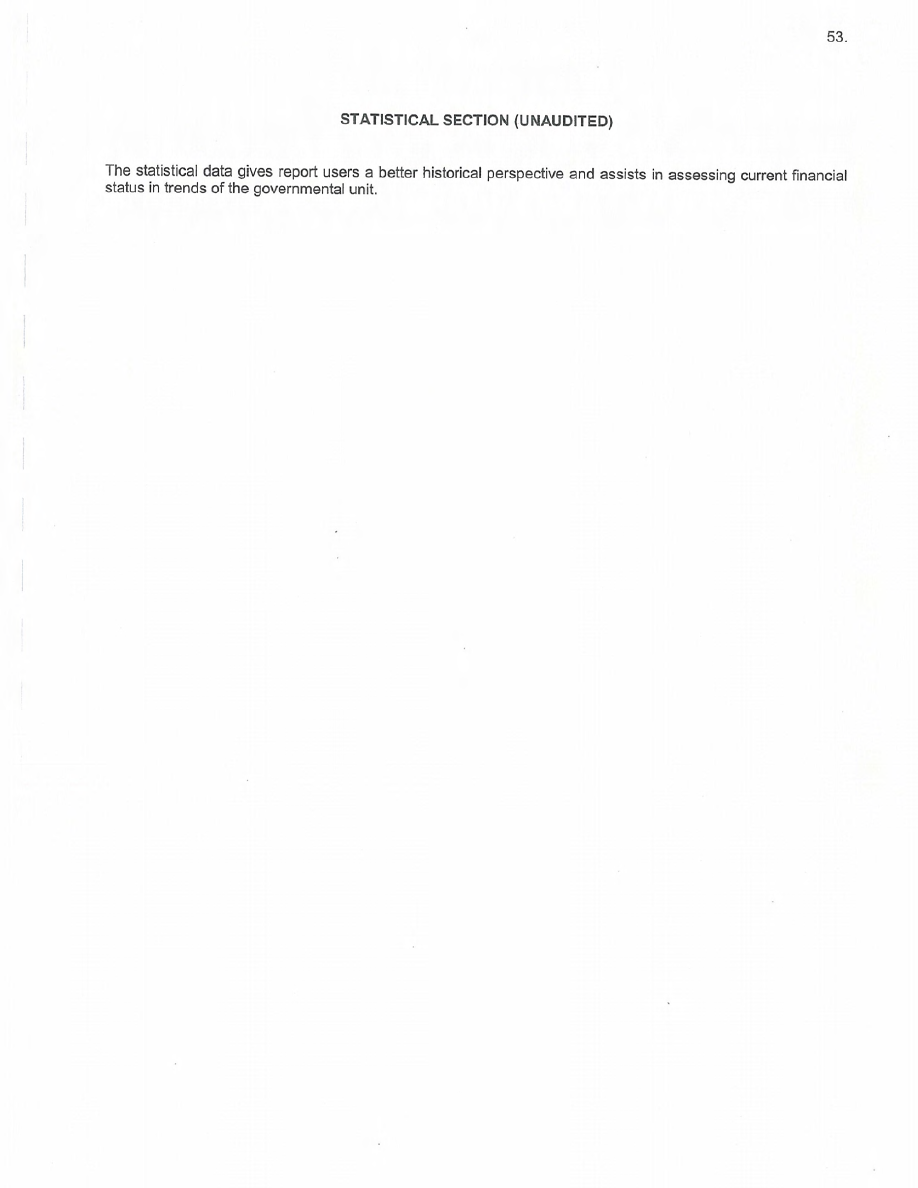 53.
STATISTICAL SECTION (UNAUDITED)
The statistical data gives report users a better historical perspective and assists in assessing current financial
status in trends of the governmental unit.